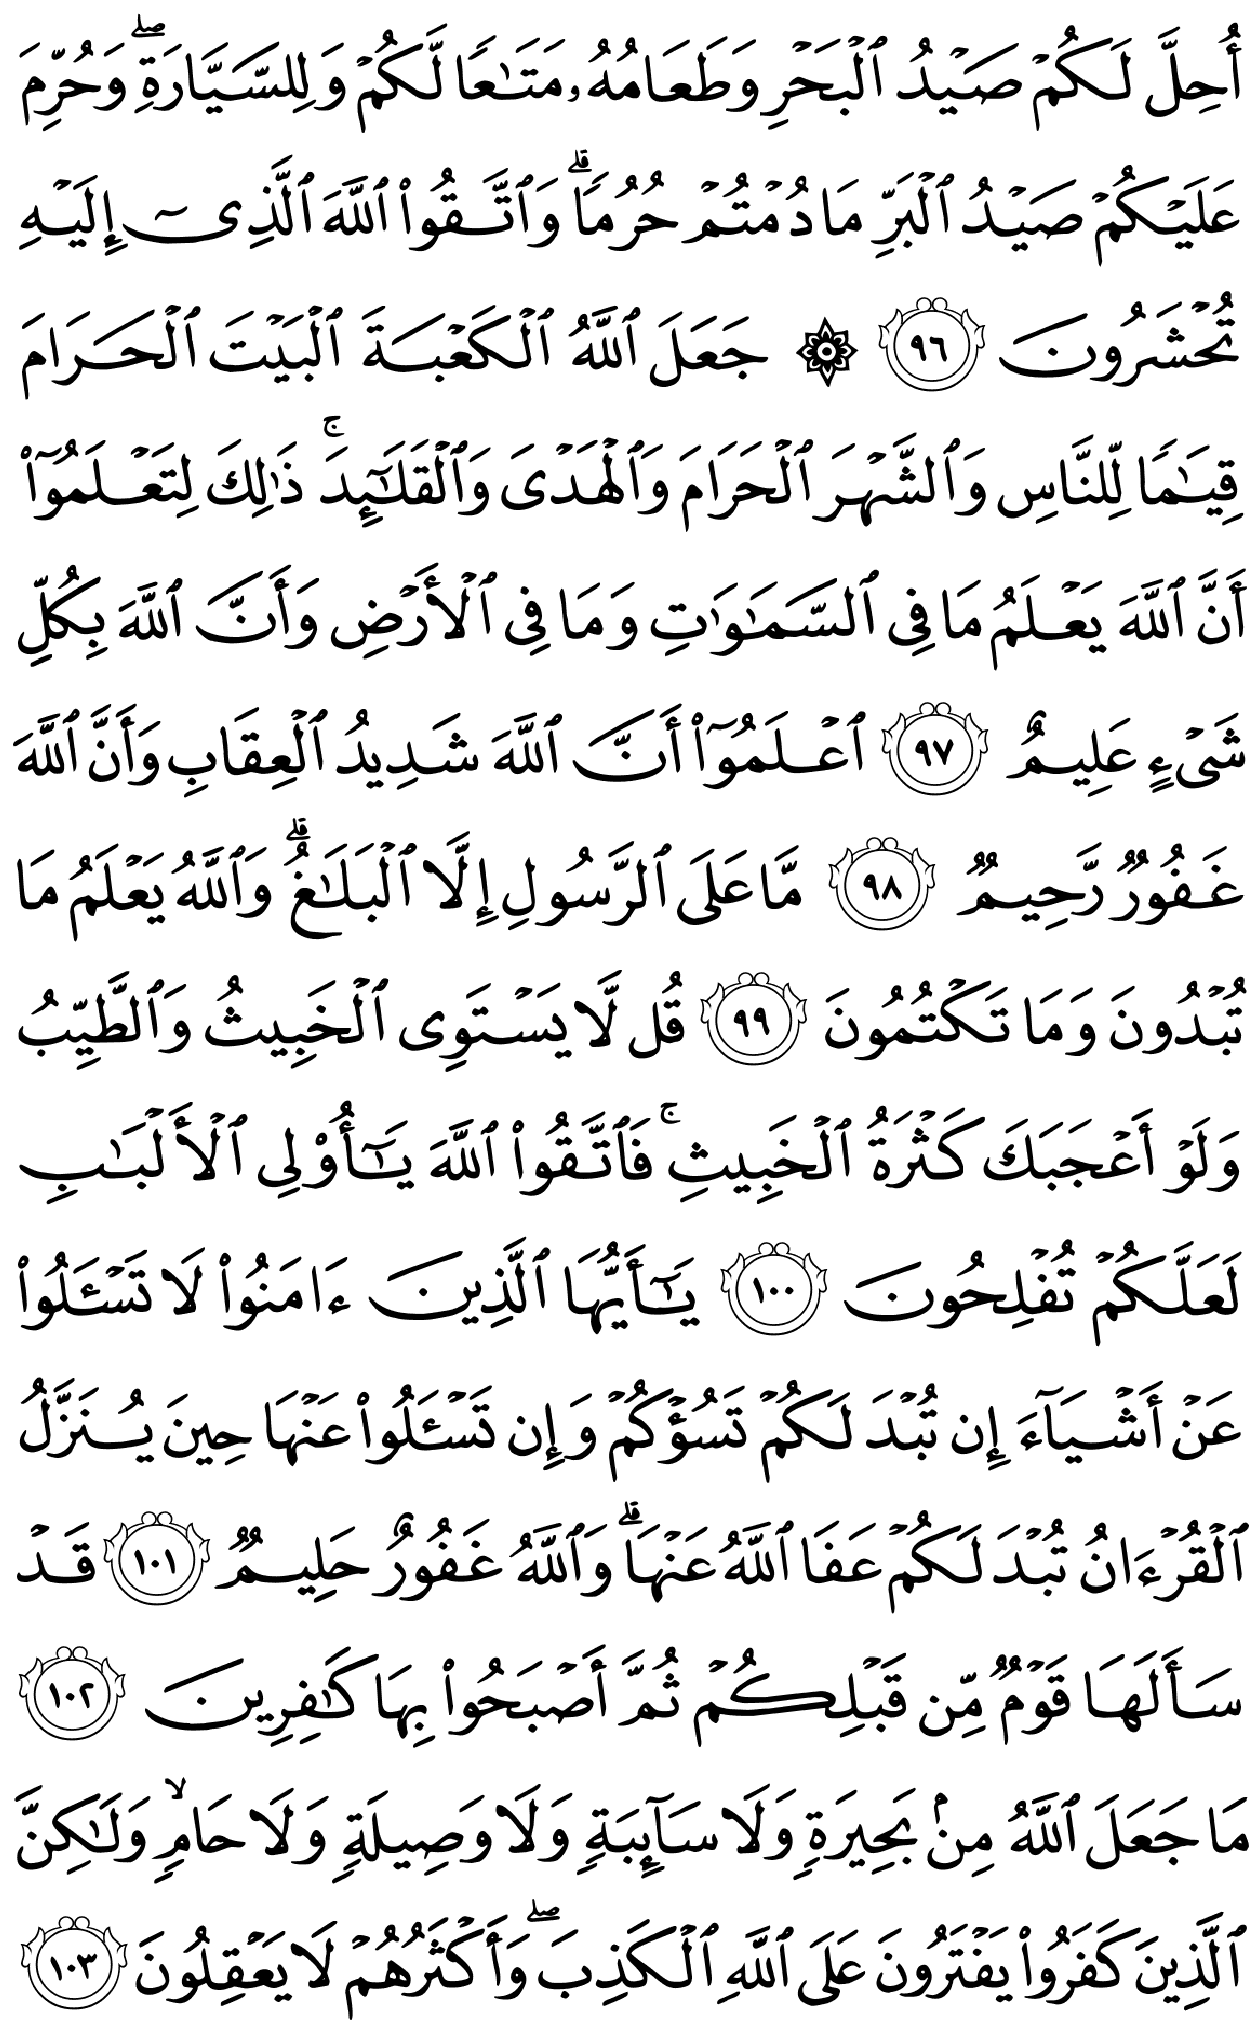 أُحِلَّ لَكُمۡ صَيۡدُ ٱلۡبَحۡرِ وَطَعَامُهُۥ مَتَٰعٗا لَّكُمۡ وَلِلسَّيَّارَةِۖ وَحُرِّمَ
عَلَيۡكُمۡ صَيۡدُ ٱلۡبَرِّ مَا دُمۡتُمۡ حُرُمٗاۗ وَٱتَّقُواْ ٱللَّهَ ٱلَّذِيٓ إِلَيۡهِ
تُحۡشَرُونَ ٩٦ ۞ جَعَلَ ٱللَّهُ ٱلۡكَعۡبَةَ ٱلۡبَيۡتَ ٱلۡحَرَامَ
قِيَٰمٗا لِّلنَّاسِ وَٱلشَّهۡرَ ٱلۡحَرَامَ وَٱلۡهَدۡيَ وَٱلۡقَلَٰٓئِدَۚ ذَٰلِكَ لِتَعۡلَمُوٓاْ
أَنَّ ٱللَّهَ يَعۡلَمُ مَا فِي ٱلسَّمَٰوَٰتِ وَمَا فِي ٱلۡأَرۡضِ وَأَنَّ ٱللَّهَ بِكُلِّ
شَيۡءٍ عَلِيمٌ ٩٧ ٱعۡلَمُوٓاْ أَنَّ ٱللَّهَ شَدِيدُ ٱلۡعِقَابِ وَأَنَّ ٱللَّهَ
غَفُورٞ رَّحِيمٞ ٩٨ مَّا عَلَى ٱلرَّسُولِ إِلَّا ٱلۡبَلَٰغُۗ وَٱللَّهُ يَعۡلَمُ مَا
تُبۡدُونَ وَمَا تَكۡتُمُونَ ٩٩ قُل لَّا يَسۡتَوِي ٱلۡخَبِيثُ وَٱلطَّيِّبُ
وَلَوۡ أَعۡجَبَكَ كَثۡرَةُ ٱلۡخَبِيثِۚ فَٱتَّقُواْ ٱللَّهَ يَٰٓأُوْلِي ٱلۡأَلۡبَٰبِ
لَعَلَّكُمۡ تُفۡلِحُونَ ١٠٠ يَٰٓأَيُّهَا ٱلَّذِينَ ءَامَنُواْ لَا تَسۡـَٔلُواْ
عَنۡ أَشۡيَآءَ إِن تُبۡدَ لَكُمۡ تَسُؤۡكُمۡ وَإِن تَسۡـَٔلُواْ عَنۡهَا حِينَ يُنَزَّلُ
ٱلۡقُرۡءَانُ تُبۡدَ لَكُمۡ عَفَا ٱللَّهُ عَنۡهَاۗ وَٱللَّهُ غَفُورٌ حَلِيمٞ ١٠١ قَدۡ
سَأَلَهَا قَوۡمٞ مِّن قَبۡلِكُمۡ ثُمَّ أَصۡبَحُواْ بِهَا كَٰفِرِينَ ١٠٢
مَا جَعَلَ ٱللَّهُ مِنۢ بَحِيرَةٖ وَلَا سَآئِبَةٖ وَلَا وَصِيلَةٖ وَلَا حَامٖۙ وَلَٰكِنَّ
ٱلَّذِينَ كَفَرُواْ يَفۡتَرُونَ عَلَى ٱللَّهِ ٱلۡكَذِبَۖ وَأَكۡثَرُهُمۡ لَا يَعۡقِلُونَ ١٠٣